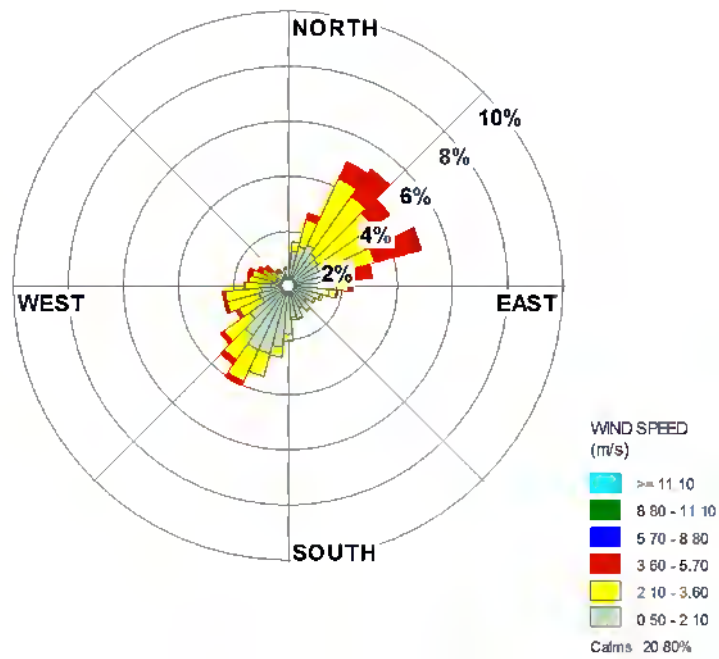 NORTH
10%
8%
6%
4%
2%
WEST
EAST
SOUTH
WIND SPEED
(m/s)
>= 11.10
8.80 - 11.10
5.70 - 8.80
3.60 - 5.70
2.10 - 3.60
0.50 - 2.10
Calms 20.80%